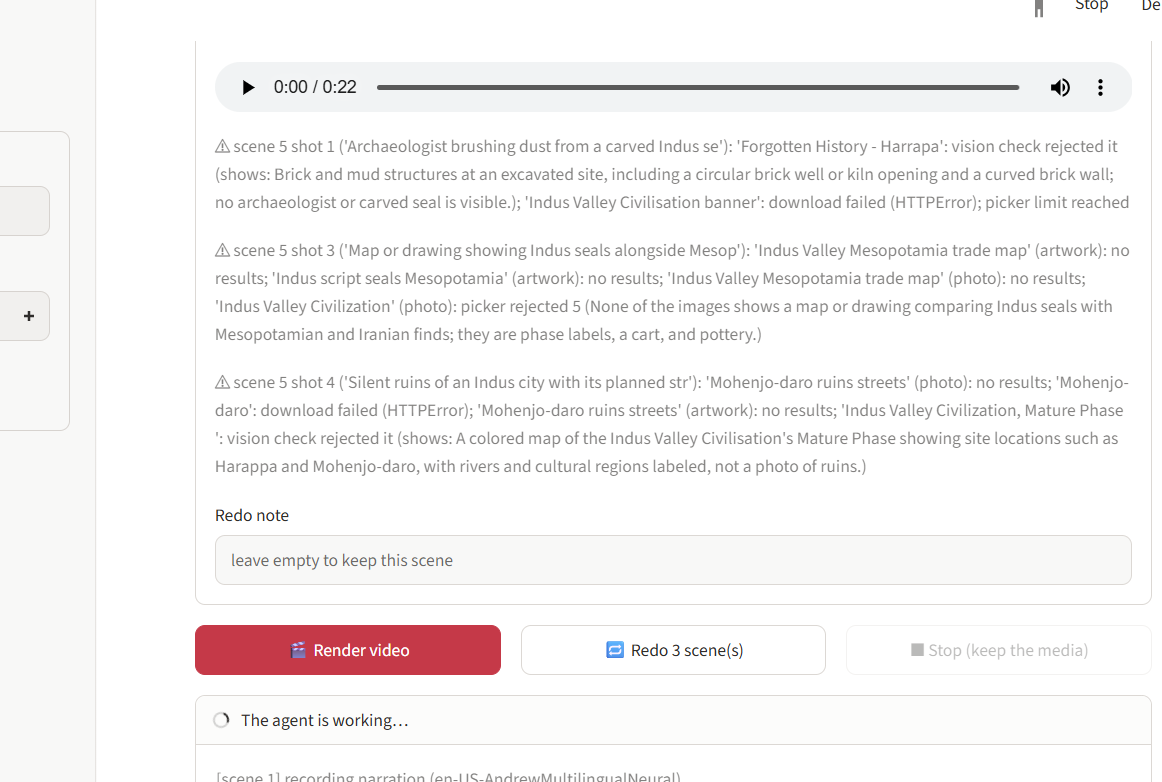 Stop De
0:00 / 0:22
⚠ scene 5 shot 1 ('Archaeologist brushing dust from a carved Indus se'): 'Forgotten History - Harrapa': vision check rejected it
(shows: Brick and mud structures at an excavated site, including a circular brick well or kiln opening and a curved brick wall;
no archaeologist or carved seal is visible.); 'Indus Valley Civilisation banner': download failed (HTTPError); picker limit reached
⚠ scene 5 shot 3 ('Map or drawing showing Indus seals alongside Mesop'): 'Indus Valley Mesopotamia trade map' (artwork): no
results; 'Indus script seals Mesopotamia' (artwork): no results; 'Indus Valley Mesopotamia trade map' (photo): no results;
'Indus Valley Civilization' (photo): picker rejected 5 (None of the images shows a map or drawing comparing Indus seals with
Mesopotamian and Iranian finds; they are phase labels, a cart, and pottery.)
⚠ scene 5 shot 4 ('Silent ruins of an Indus city with its planned str'): 'Mohenjo-daro ruins streets' (photo): no results; 'Mohenjo-
daro': download failed (HTTPError); 'Mohenjo-daro ruins streets' (artwork): no results; 'Indus Valley Civilization, Mature Phase
': vision check rejected it (shows: A colored map of the Indus Valley Civilisation's Mature Phase showing site locations such as
Harappa and Mohenjo-daro, with rivers and cultural regions labeled, not a photo of ruins.)
Redo note
leave empty to keep this scene
+
Render video
Redo 3 scene(s)
Stop (keep the media)
The agent is working…
[scene 1] recording narration (en-US-AndrewMultilingualNeural)